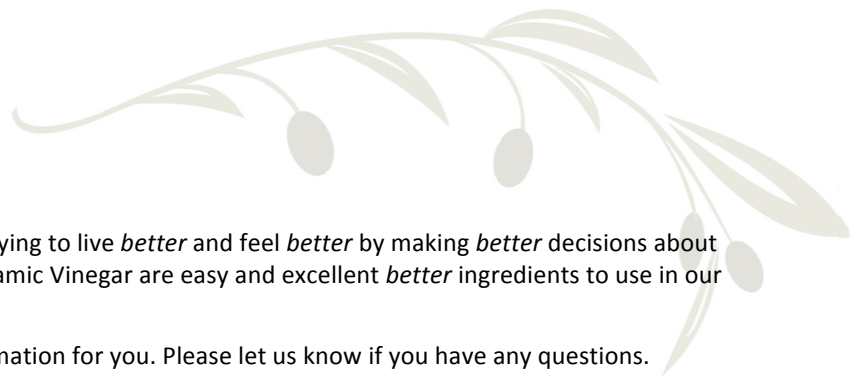 ying to live better and feel better by making better decisions about
amic Vinegar are easy and excellent better ingredients to use in our
mation for you. Please let us know if you have any questions.